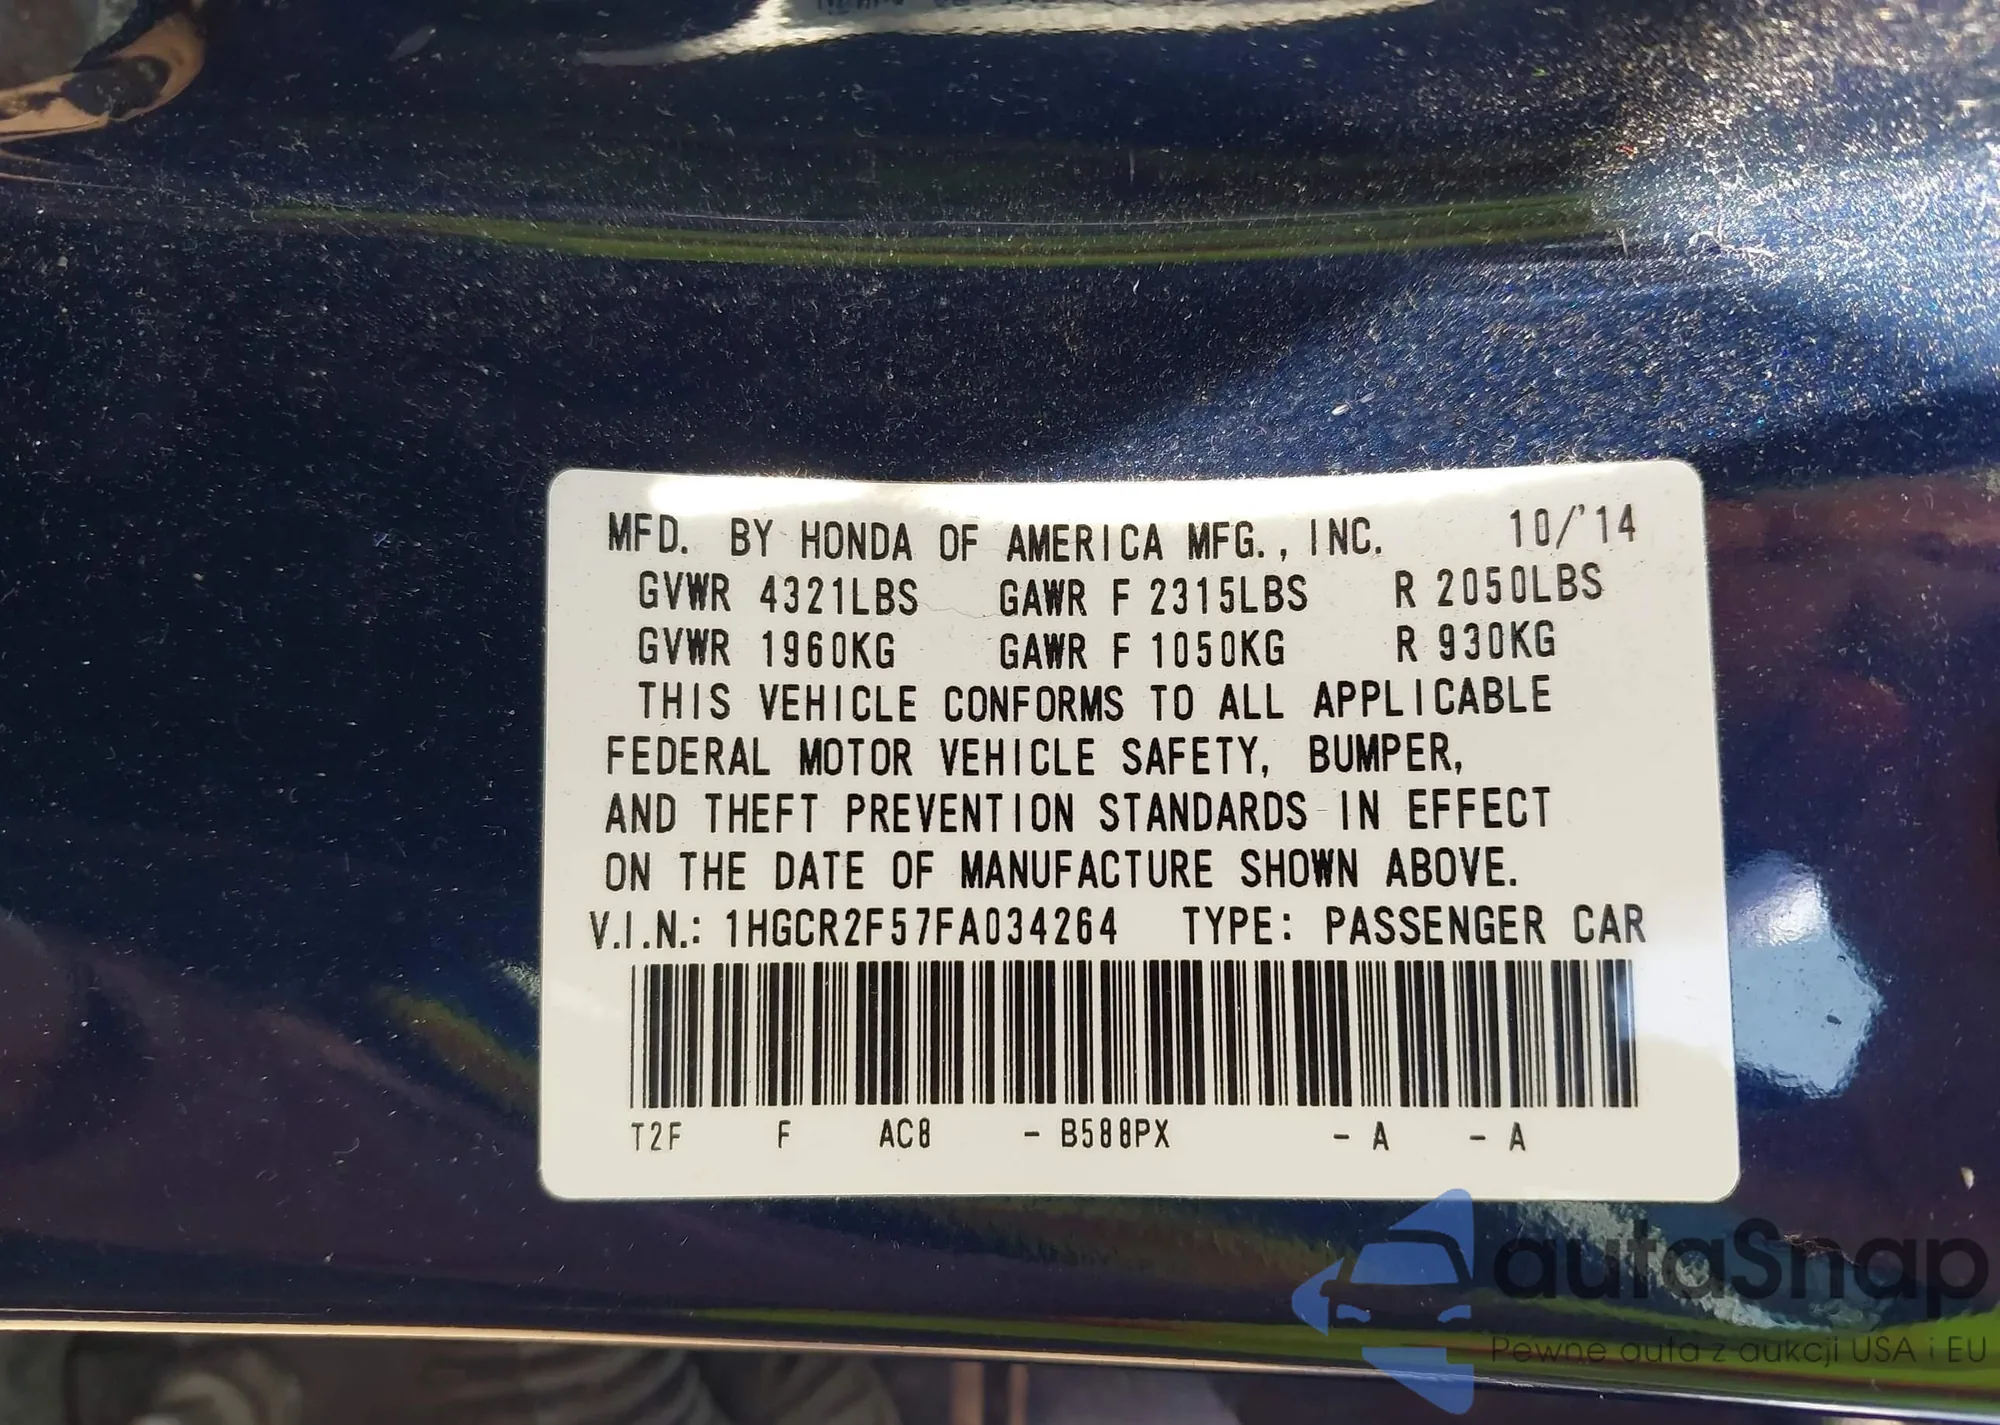 MFD. BY HONDA OF AMERICA MFG., INC. 10/'14
GVWR 4321LBS GAWR F 2315LBS R 2050LBS
GVWR 1960KG GAWR F 1050KG R 930KG
THIS VEHICLE CONFORMS TO ALL APPLICABLE
FEDERAL MOTOR VEHICLE SAFETY, BUMPER,
AND THEFT PREVENTION STANDARDS IN EFFECT
ON THE DATE OF MANUFACTURE SHOWN ABOVE.
V.I.N.: 1HGCR2F57FA034264 TYPE: PASSENGER CAR
T2F F AC8 - B588PX - A - A
autaSnap
Pewne auta z aukcji USA i EU